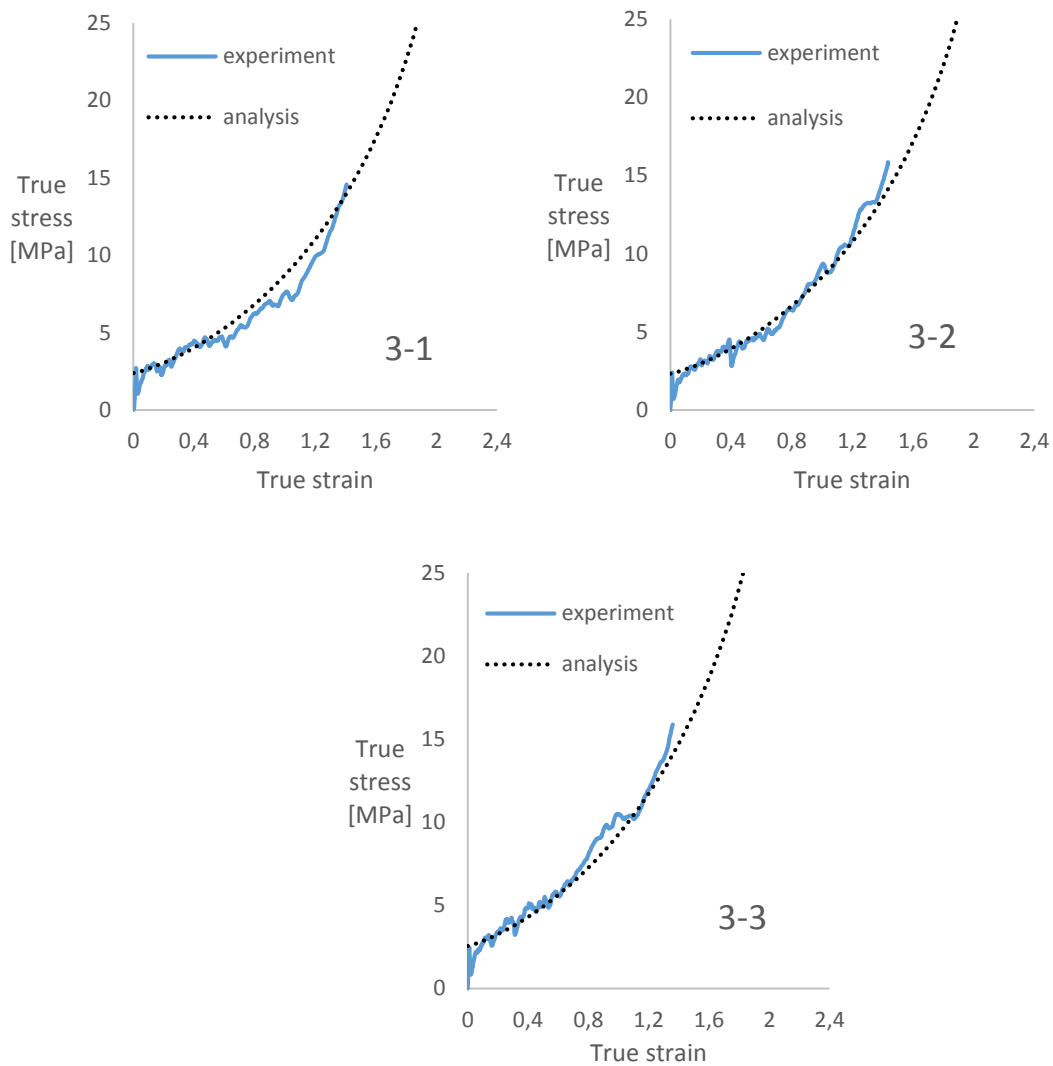 25
20
15
10
5
0
True
stress
[MPa]
experiment
analysis
3-1
0 0,4 0,8 1,2 1,6 2 2,4
True strain
25
20
15
10
5
0
True
stress
[MPa]
experiment
analysis
3-2
0 0,4 0,8 1,2 1,6 2 2,4
True strain
25
20
15
10
5
0
True
stress
[MPa]
experiment
analysis
3-3
0 0,4 0,8 1,2 1,6 2 2,4
True strain